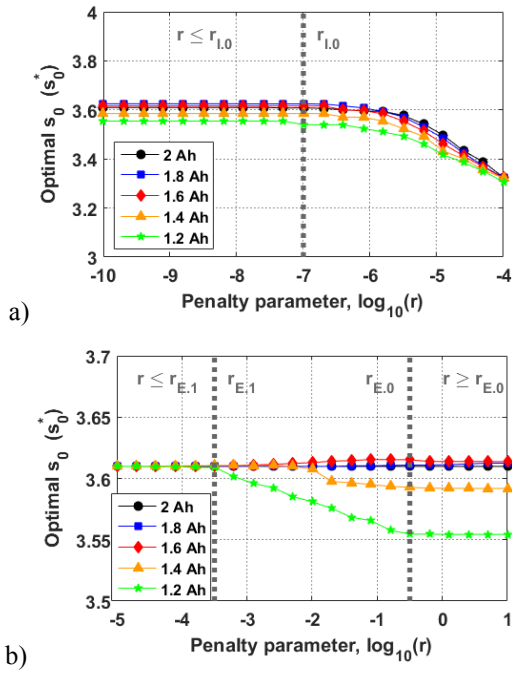 4
3.8
3.6
3.4
3.2
3
Optimal s0 (s0*)
r ≤ rI.0
rI.0
2 Ah
1.8 Ah
1.6 Ah
1.4 Ah
1.2 Ah
-10 -9 -8 -7 -6 -5 -4
Penalty parameter, log10(r)
a)
3.7
3.65
3.6
3.55
3.5
Optimal s0 (s0*)
r ≤ rE.1
rE.1
rE.0
r ≥ rE.0
2 Ah
1.8 Ah
1.6 Ah
1.4 Ah
1.2 Ah
-5 -4 -3 -2 -1 0 1
Penalty parameter, log10(r)
b)